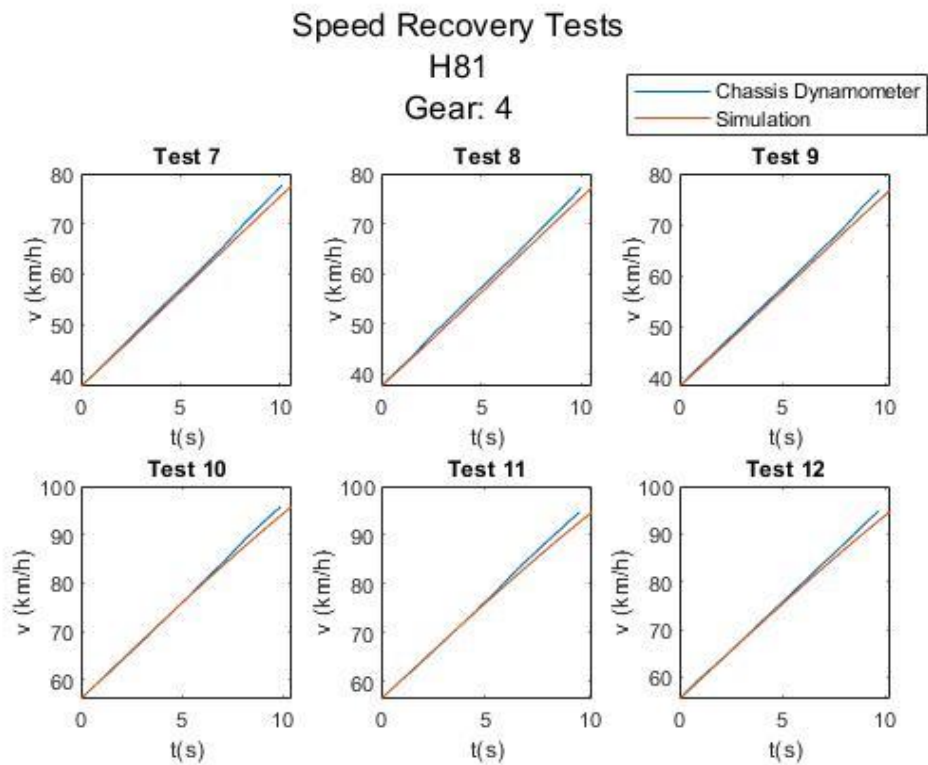 Speed Recovery Tests
H81
Gear: 4
Chassis Dynamometer
Simulation
Test 7
80
70
60
50
40
v (km/h)
0 5 10
t(s)
Test 8
80
70
60
50
40
v (km/h)
0 5 10
t(s)
Test 9
80
70
60
50
40
v (km/h)
0 5 10
t(s)
Test 10
100
90
80
70
60
v (km/h)
0 5 10
t(s)
Test 11
100
90
80
70
60
v (km/h)
0 5 10
t(s)
Test 12
100
90
80
70
60
v (km/h)
0 5 10
t(s)